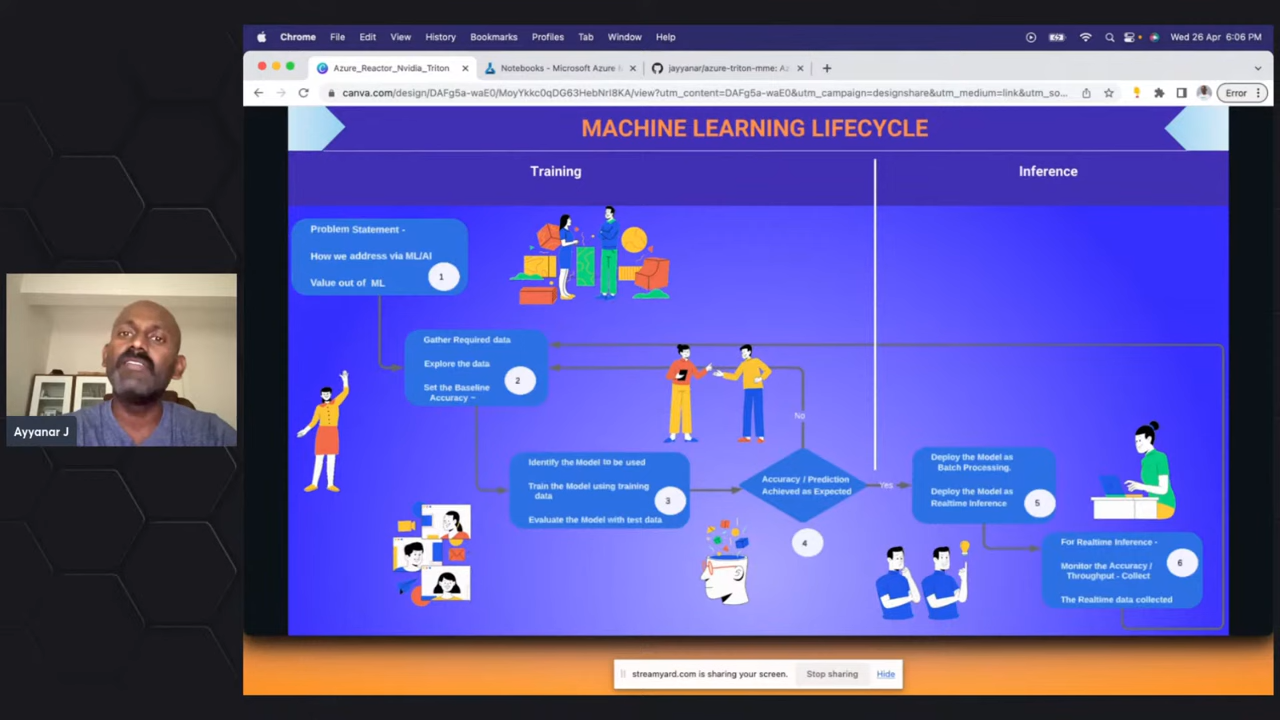 Chrome File Edit View History Bookmarks Profiles Tab Window Help Wed 26 Apr 6:06 PM
Azure_Reactor_Nvidia_Triton Notebooks - Microsoft Azure jayyanar/azure-triton-mme: A
canva.com/design/DAFg5a-waE0/MoyYkkc0qDG63HebNrI8KA/view?utm_content=DAFg5a-waE0&utm_campaign=designshare&utm_medium=link&utm_so... Error
MACHINE LEARNING LIFECYCLE
Training
Inference
Problem Statement -
How we address via ML/AI
Value out of ML
1
Gather Required data
Explore the data
Set the Baseline
Accuracy ~
2
No
Identify the Model to be used
Train the Model using training
data
Evaluate the Model with test data
3
Accuracy / Prediction
Achieved as Expected
4
Yes
Deploy the Model as
Batch Processing.
Deploy the Model as
Realtime Inference
5
For Realtime Inference -
Monitor the Accuracy /
Throughput - Collect
The Realtime data collected
6
Ayyanar J
streamyard.com is sharing your screen. Stop sharing Hide